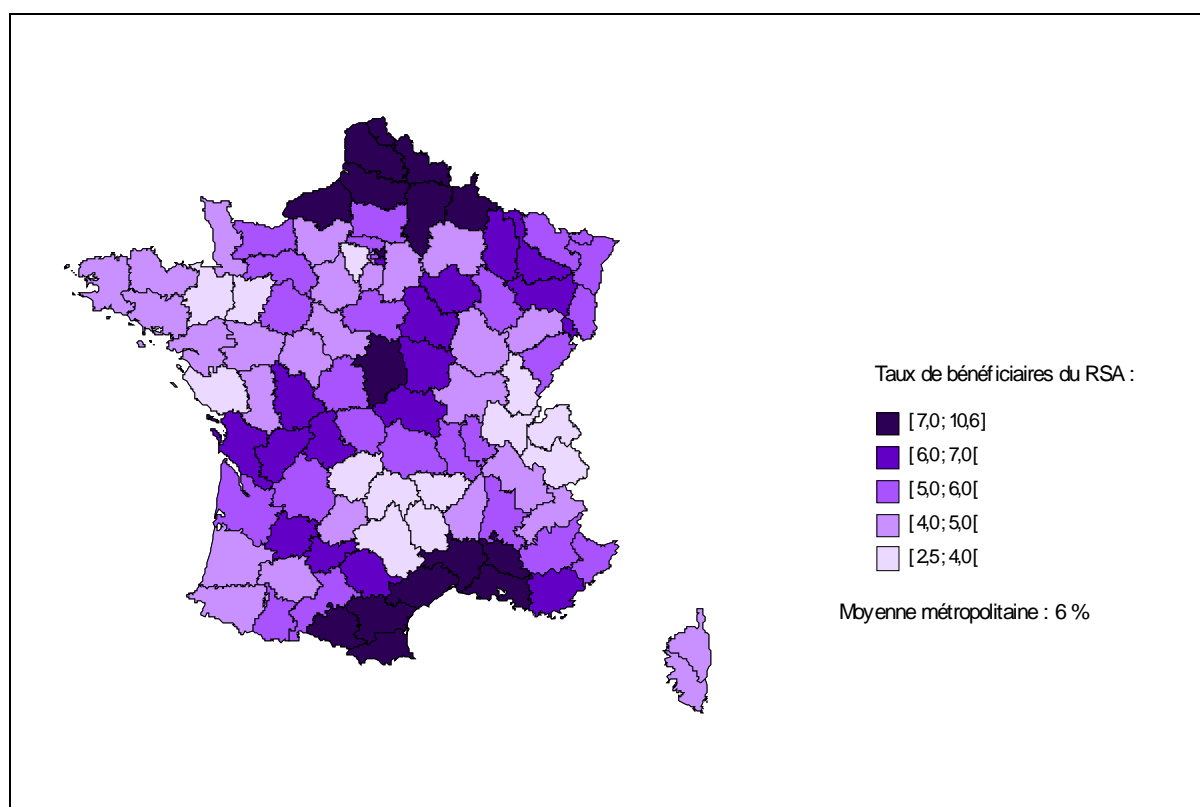 Taux de bénéficiaires du RSA :
[7,0; 10,6]
[6,0; 7,0[
[5,0; 6,0[
[4,0; 5,0[
[2,5; 4,0[
Moyenne métropolitaine : 6 %